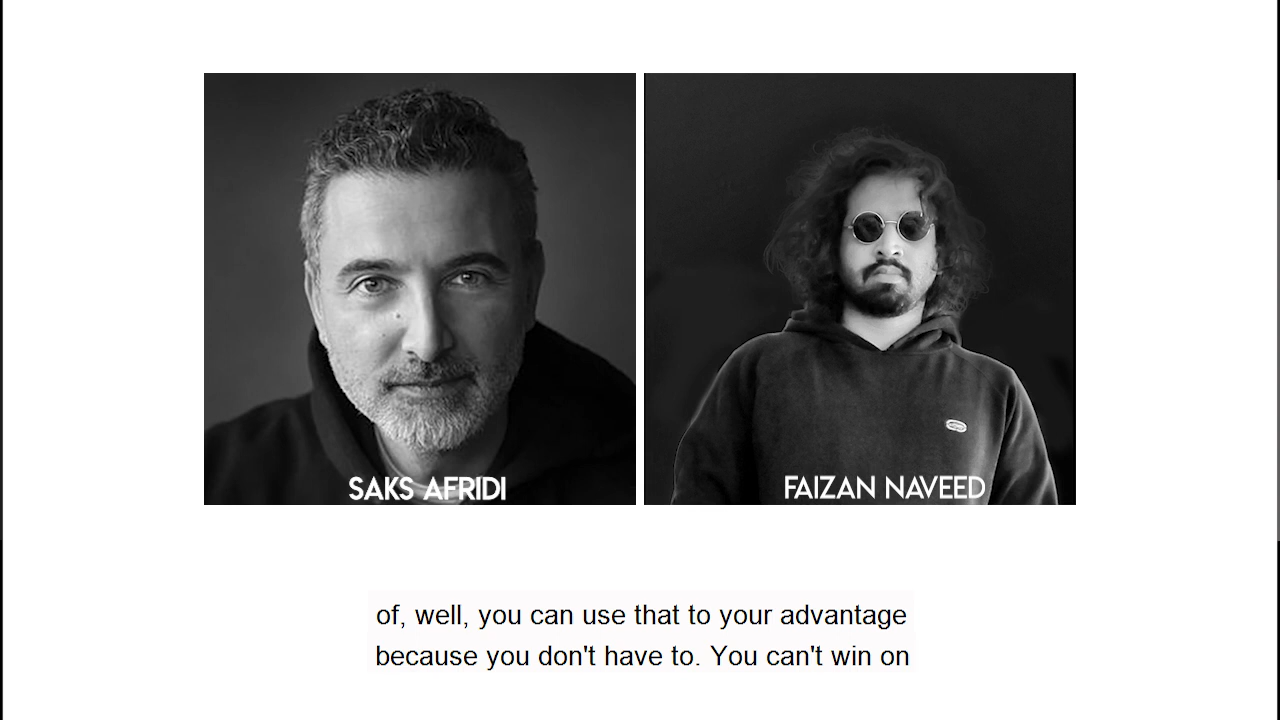 SAKS AFRIDI
FAIZAN NAVEED
of, well, you can use that to your advantage
because you don't have to. You can't win on